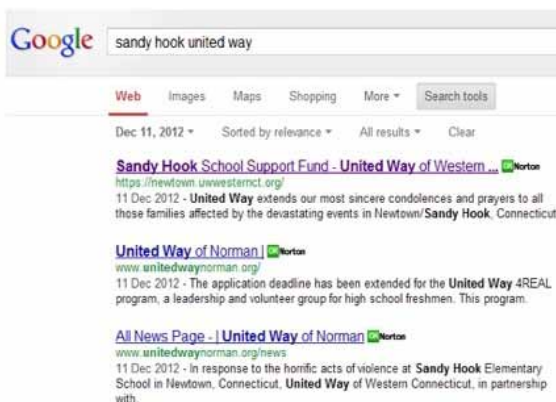 Google sandy hook united way
Web Images Maps Shopping More Search tools
Dec 11, 2012 Sorted by relevance All results Clear
Sandy Hook School Support Fund - United Way of Western ... OK Norton
https://newtown.uwwesternct.org/
11 Dec 2012 - United Way extends our most sincere condolences and prayers to all
those families affected by the devastating events in Newtown/Sandy Hook, Connecticut
United Way of Norman | OK Norton
www.unitedwaynorman.org/
11 Dec 2012 - The application deadline has been extended for the United Way 4REAL
program, a leadership and volunteer group for high school freshmen. This program.
All News Page - | United Way of Norman OK Norton
www.unitedwaynorman.org/news
11 Dec 2012 - In response to the horrific acts of violence at Sandy Hook Elementary
School in Newtown, Connecticut, United Way of Western Connecticut, in partnership
with.